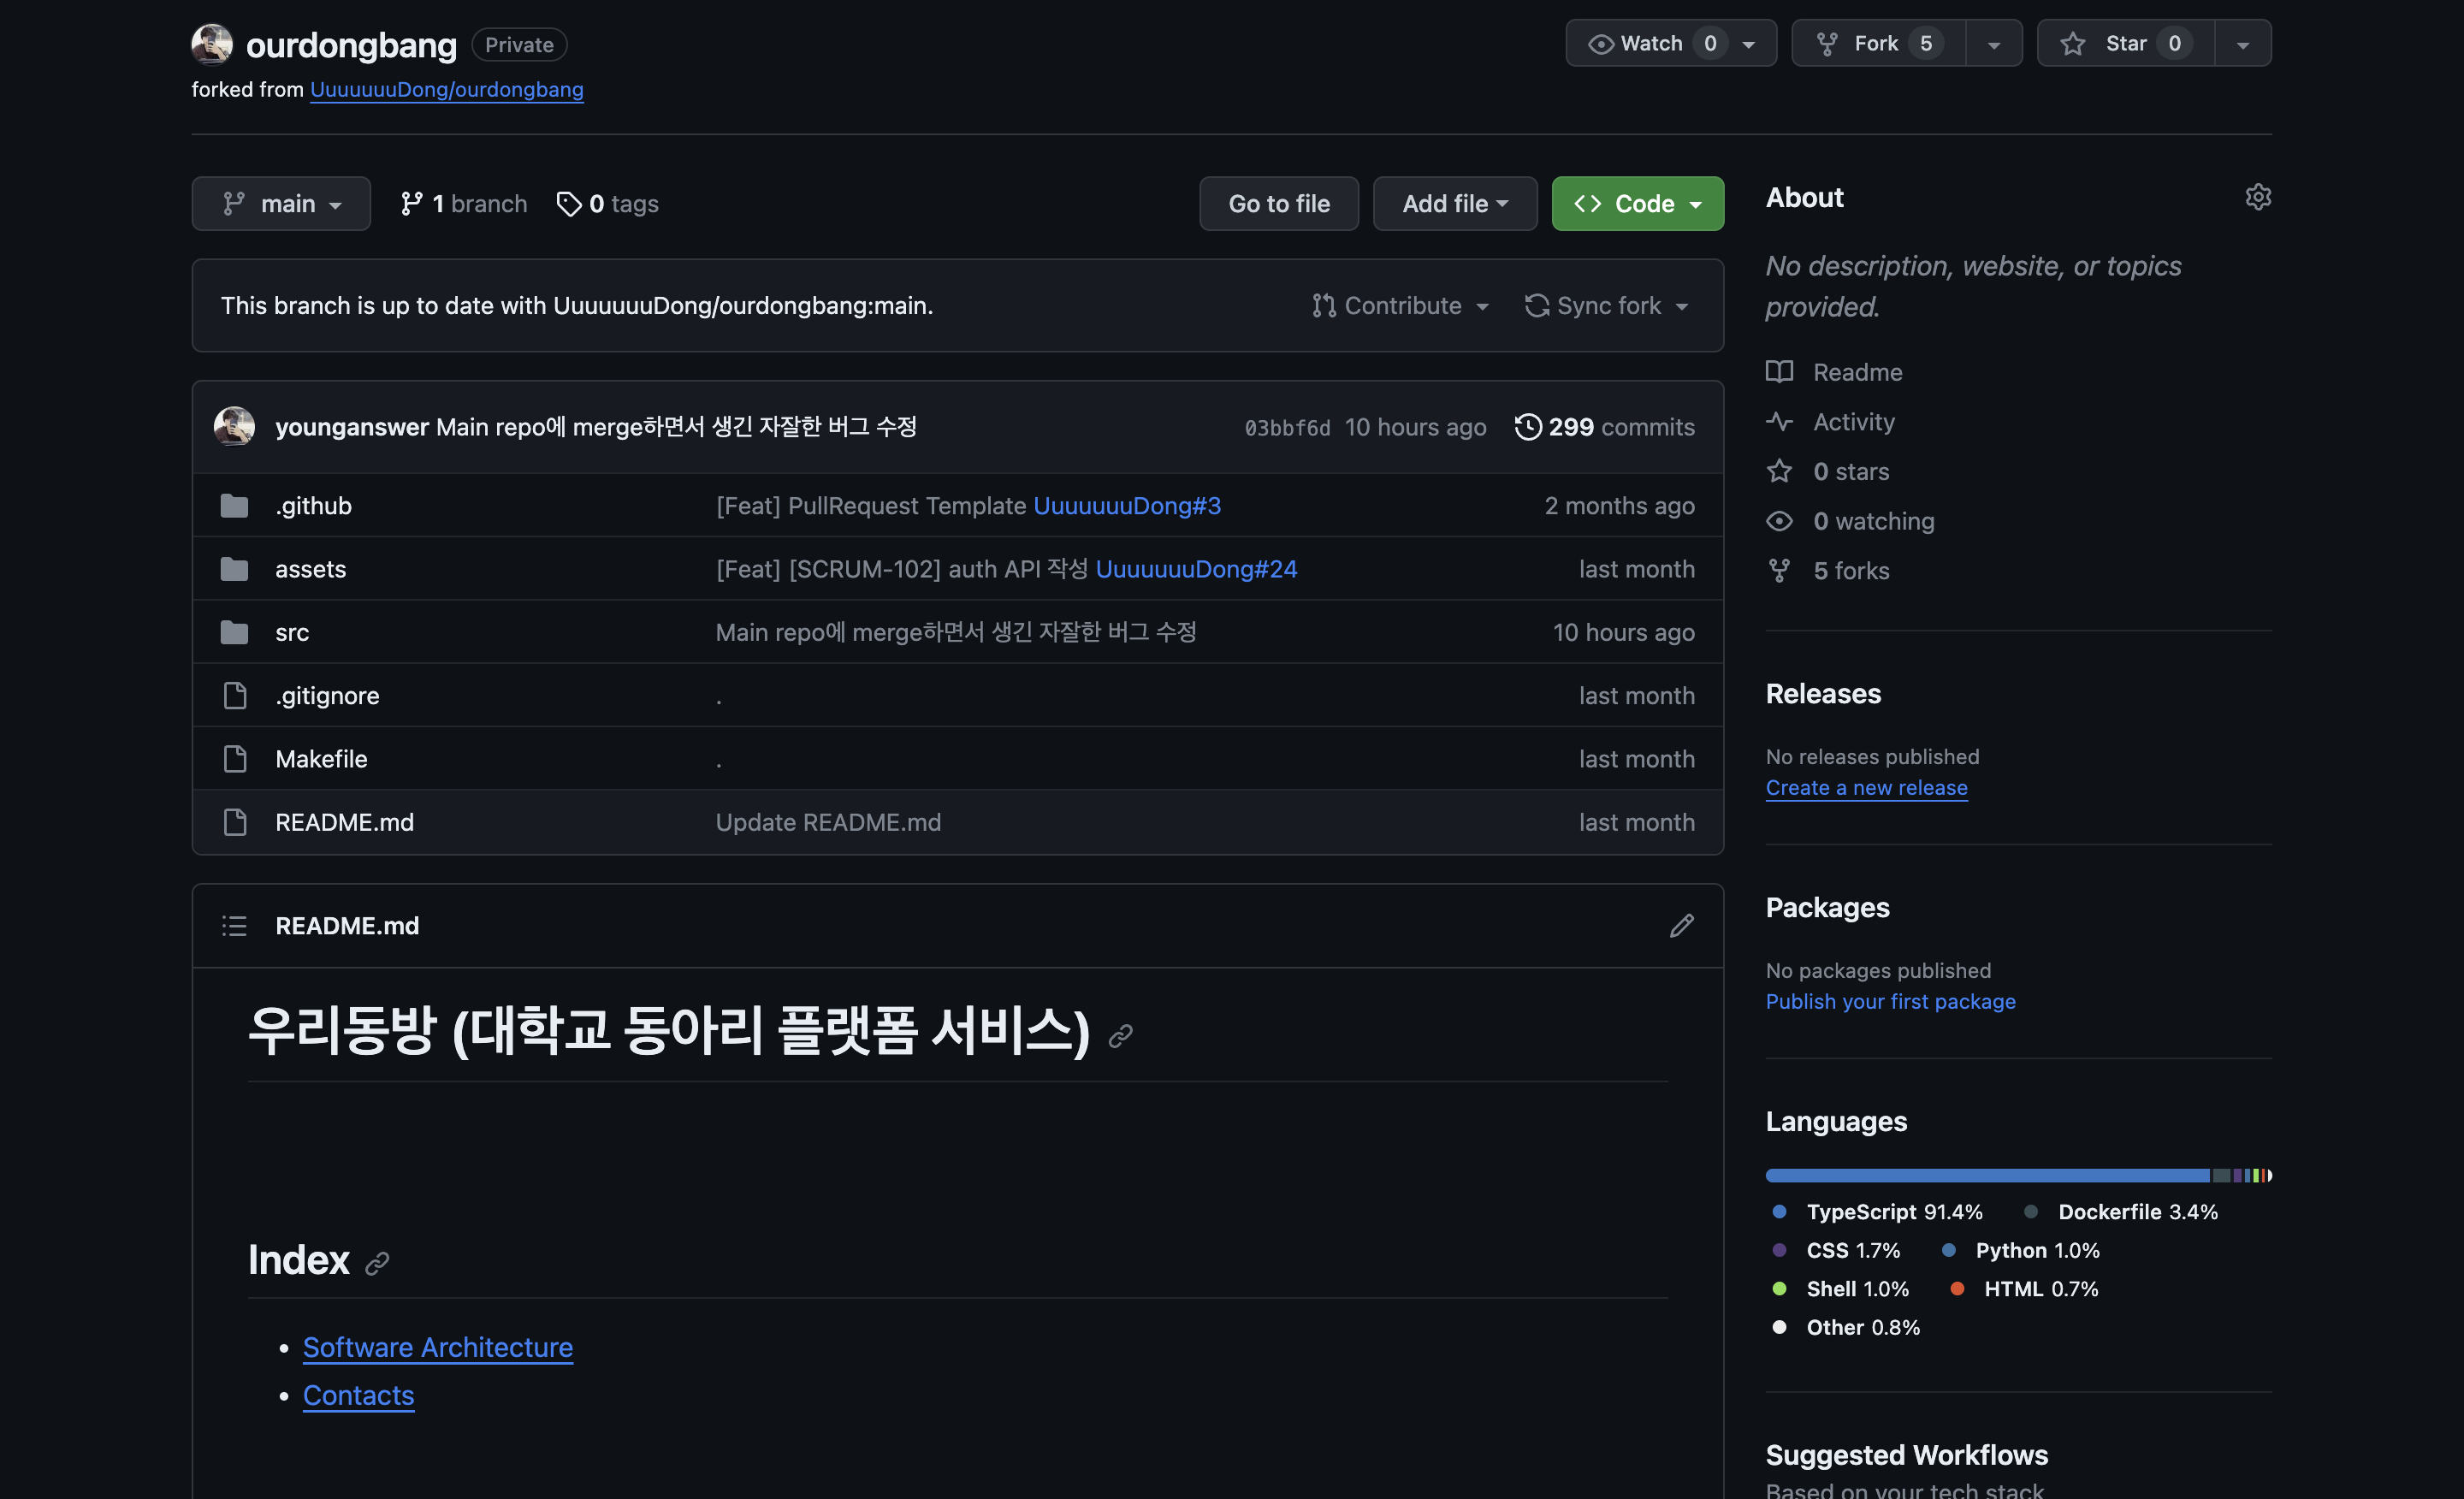 ourdongbang Private
Watch 0 Fork 5 Star 0
forked from UuuuuuuDong/ourdongbang
main 1 branch 0 tags
Go to file Add file Code
This branch is up to date with UuuuuuuDong/ourdongbang:main. Contribute Sync fork
younganswer Main repo에 merge하면서 생긴 자잘한 버그 수정 03bbf6d 10 hours ago 299 commits
.github [Feat] PullRequest Template UuuuuuuDong#3 2 months ago
assets [Feat] [SCRUM-102] auth API 작성 UuuuuuuDong#24 last month
src Main repo에 merge하면서 생긴 자잘한 버그 수정 10 hours ago
.gitignore . last month
Makefile . last month
README.md Update README.md last month
README.md
우리동방 (대학교 동아리 플랫폼 서비스)
Index
Software Architecture
Contacts
About
No description, website, or topics
provided.
Readme
Activity
0 stars
0 watching
5 forks
Releases
No releases published
Create a new release
Packages
No packages published
Publish your first package
Languages
TypeScript 91.4% Dockerfile 3.4%
CSS 1.7% Python 1.0%
Shell 1.0% HTML 0.7%
Other 0.8%
Suggested Workflows
Based on your tech stack